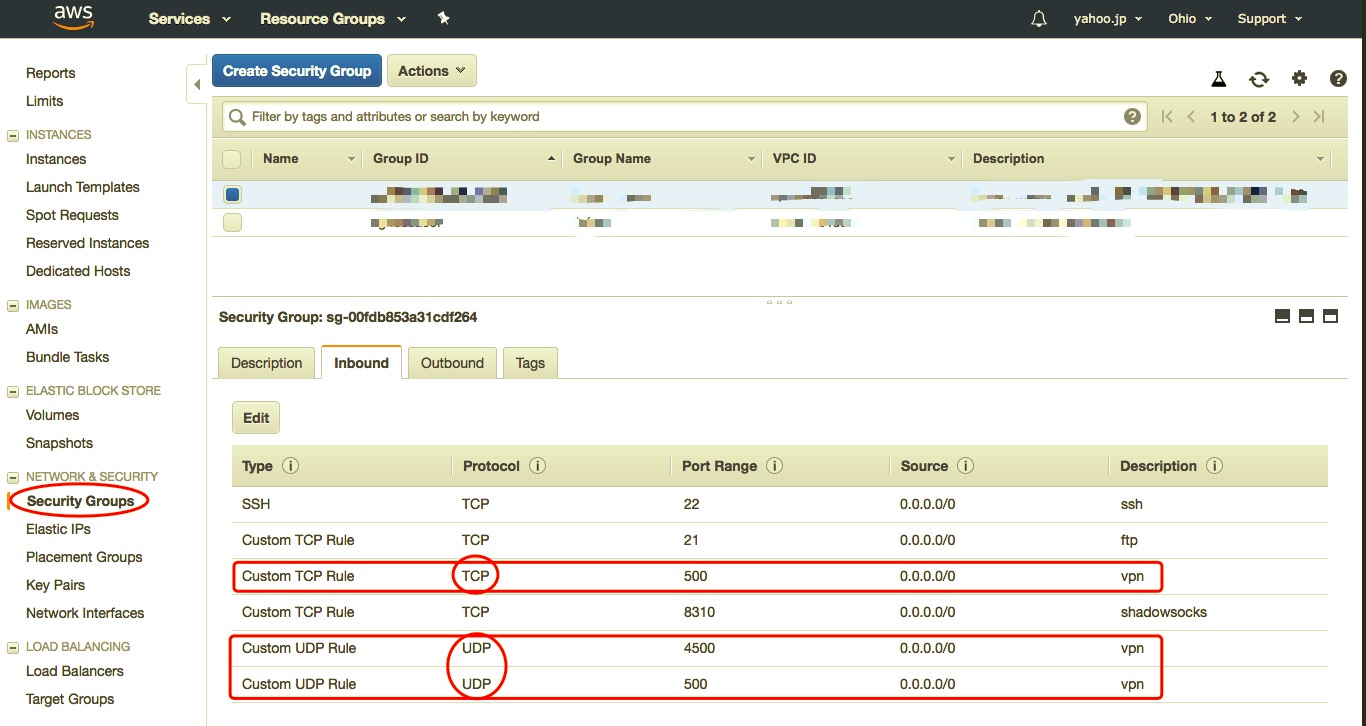 aws Services Resource Groups yahoo.jp Ohio Support
Reports
Limits
INSTANCES
Instances
Launch Templates
Spot Requests
Reserved Instances
Dedicated Hosts
IMAGES
AMIs
Bundle Tasks
ELASTIC BLOCK STORE
Volumes
Snapshots
NETWORK & SECURITY
Security Groups
Elastic IPs
Placement Groups
Key Pairs
Network Interfaces
LOAD BALANCING
Load Balancers
Target Groups
Create Security Group Actions
Filter by tags and attributes or search by keyword 1 to 2 of 2
Name Group ID Group Name VPC ID Description
Security Group: sg-00fdb853a31cdf264
Description Inbound Outbound Tags
Edit
Type Protocol Port Range Source Description
SSH TCP 22 0.0.0.0/0 ssh
Custom TCP Rule TCP 21 0.0.0.0/0 ftp
Custom TCP Rule TCP 500 0.0.0.0/0 vpn
Custom TCP Rule TCP 8310 0.0.0.0/0 shadowsocks
Custom UDP Rule UDP 4500 0.0.0.0/0 vpn
Custom UDP Rule UDP 500 0.0.0.0/0 vpn